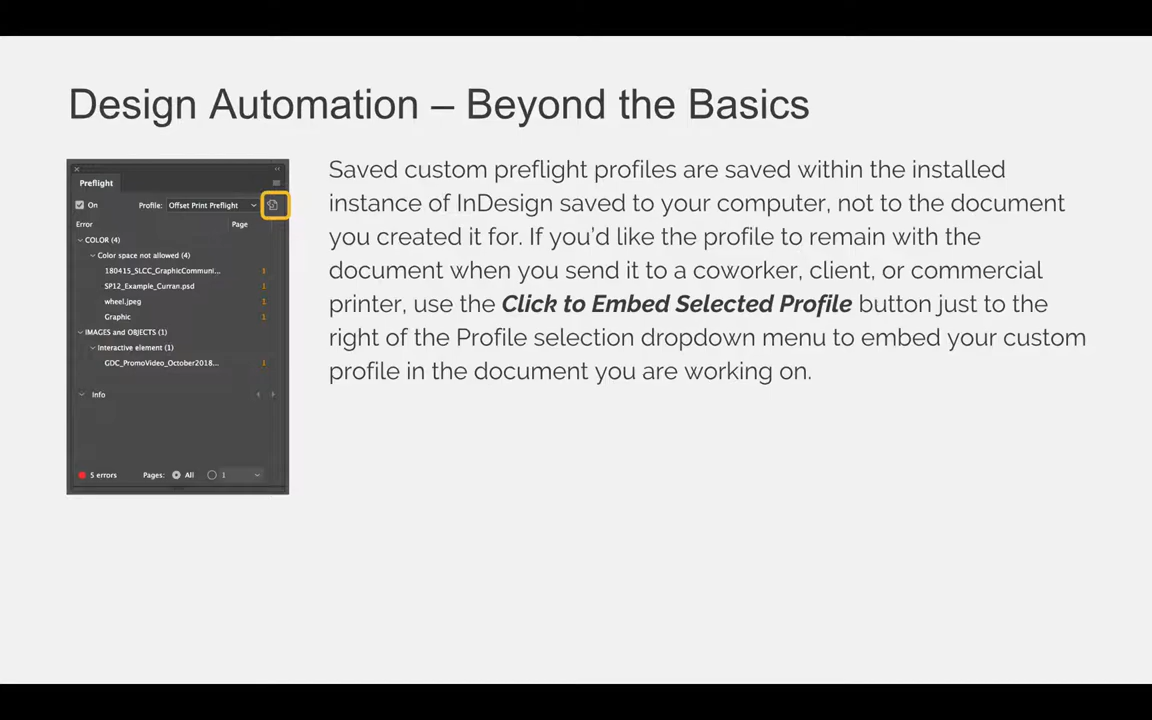 Design Automation – Beyond the Basics
Preflight
On
Profile: Offset Print Preflight
Error Page
COLOR (4)
Color space not allowed (4)
180415_SLCC_GraphicCommuni... 1
SP12_Example_Curran.psd 1
wheel.jpeg 1
Graphic 1
IMAGES and OBJECTS (1)
Interactive element (1)
GDC_PromoVideo_October2018... 1
Info
5 errors Pages: All 1
Saved custom preflight profiles are saved within the installed
instance of InDesign saved to your computer, not to the document
you created it for. If you’d like the profile to remain with the
document when you send it to a coworker, client, or commercial
printer, use the Click to Embed Selected Profile button just to the
right of the Profile selection dropdown menu to embed your custom
profile in the document you are working on.